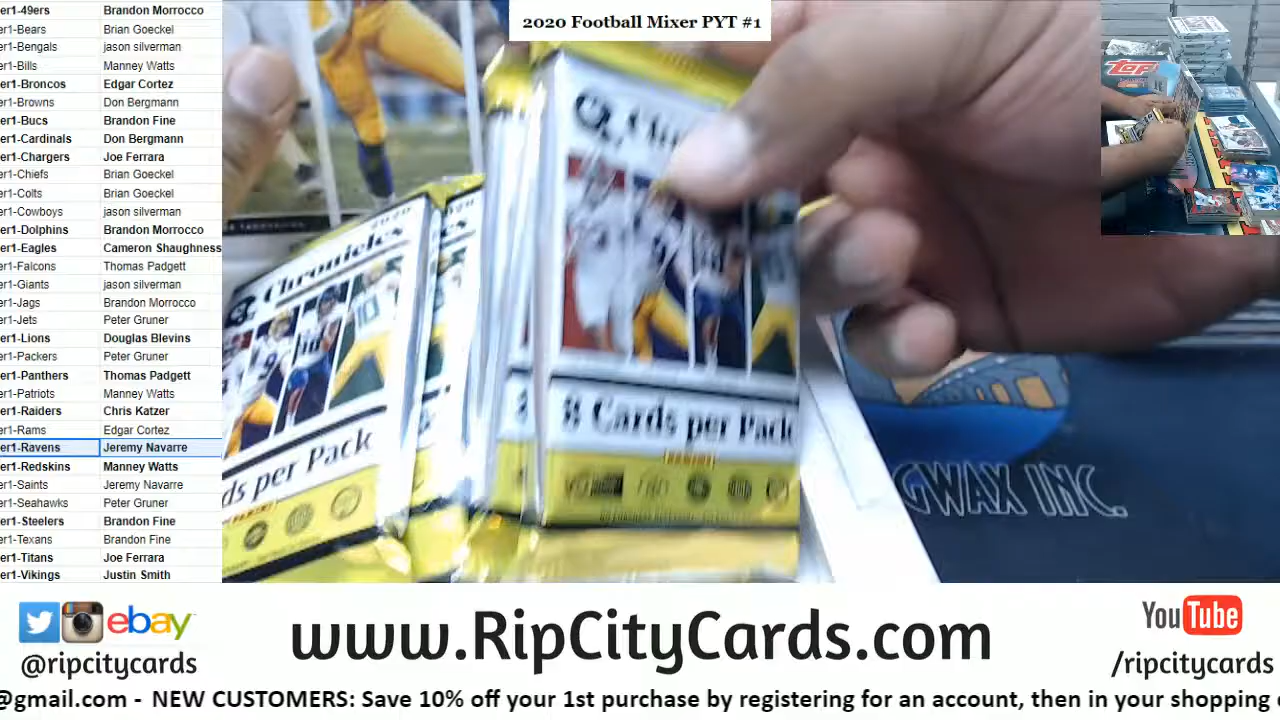 2020 Football Mixer PYT #1
er1-49ers Brandon Morrocco
er1-Bears Brian Goeckel
er1-Bengals jason silverman
er1-Bills Manney Watts
er1-Broncos Edgar Cortez
er1-Browns Don Bergmann
er1-Bucs Brandon Fine
er1-Cardinals Don Bergmann
er1-Chargers Joe Ferrara
er1-Chiefs Brian Goeckel
er1-Colts Brian Goeckel
er1-Cowboys jason silverman
er1-Dolphins Brandon Morrocco
er1-Eagles Cameron Shaughness
er1-Falcons Thomas Padgett
er1-Giants jason silverman
er1-Jags Brandon Morrocco
er1-Jets Peter Gruner
er1-Lions Douglas Blevins
er1-Packers Peter Gruner
er1-Panthers Thomas Padgett
er1-Patriots Manney Watts
er1-Raiders Chris Katzer
er1-Rams Edgar Cortez
er1-Ravens Jeremy Navarre
er1-Redskins Manney Watts
er1-Saints Jeremy Navarre
er1-Seahawks Peter Gruner
er1-Steelers Brandon Fine
er1-Texans Brandon Fine
er1-Titans Joe Ferrara
er1-Vikings Justin Smith
2020
Chronicles
ds per Pack
8 Cards per Pack
PANINI
GWAX INC.
TOPPS
ebay
@ripcitycards
www.RipCityCards.com
YouTube
/ripcitycards
@gmail.com - NEW CUSTOMERS: Save 10% off your 1st purchase by registering for an account, then in your shopping